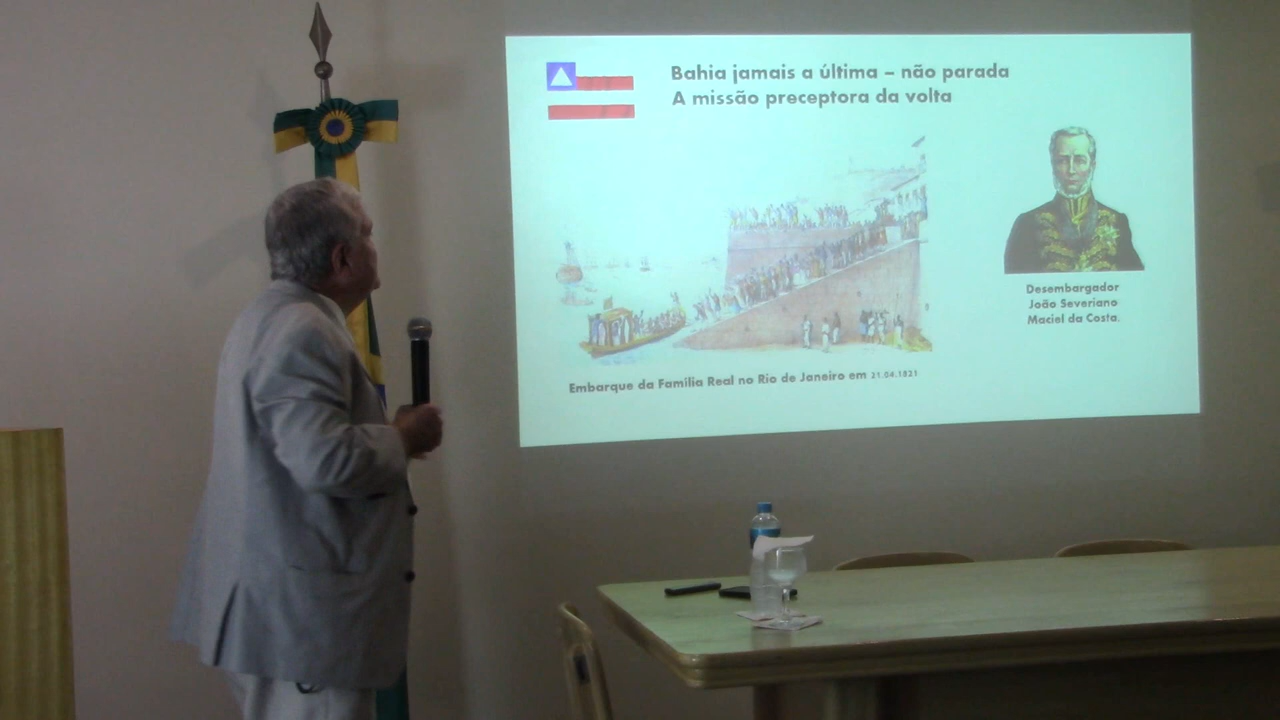 Bahia jamais a última – não parada
A missão preceptora da volta
Desembargador
João Severiano
Maciel da Costa.
Embarque da Família Real no Rio de Janeiro em 21.04.1821